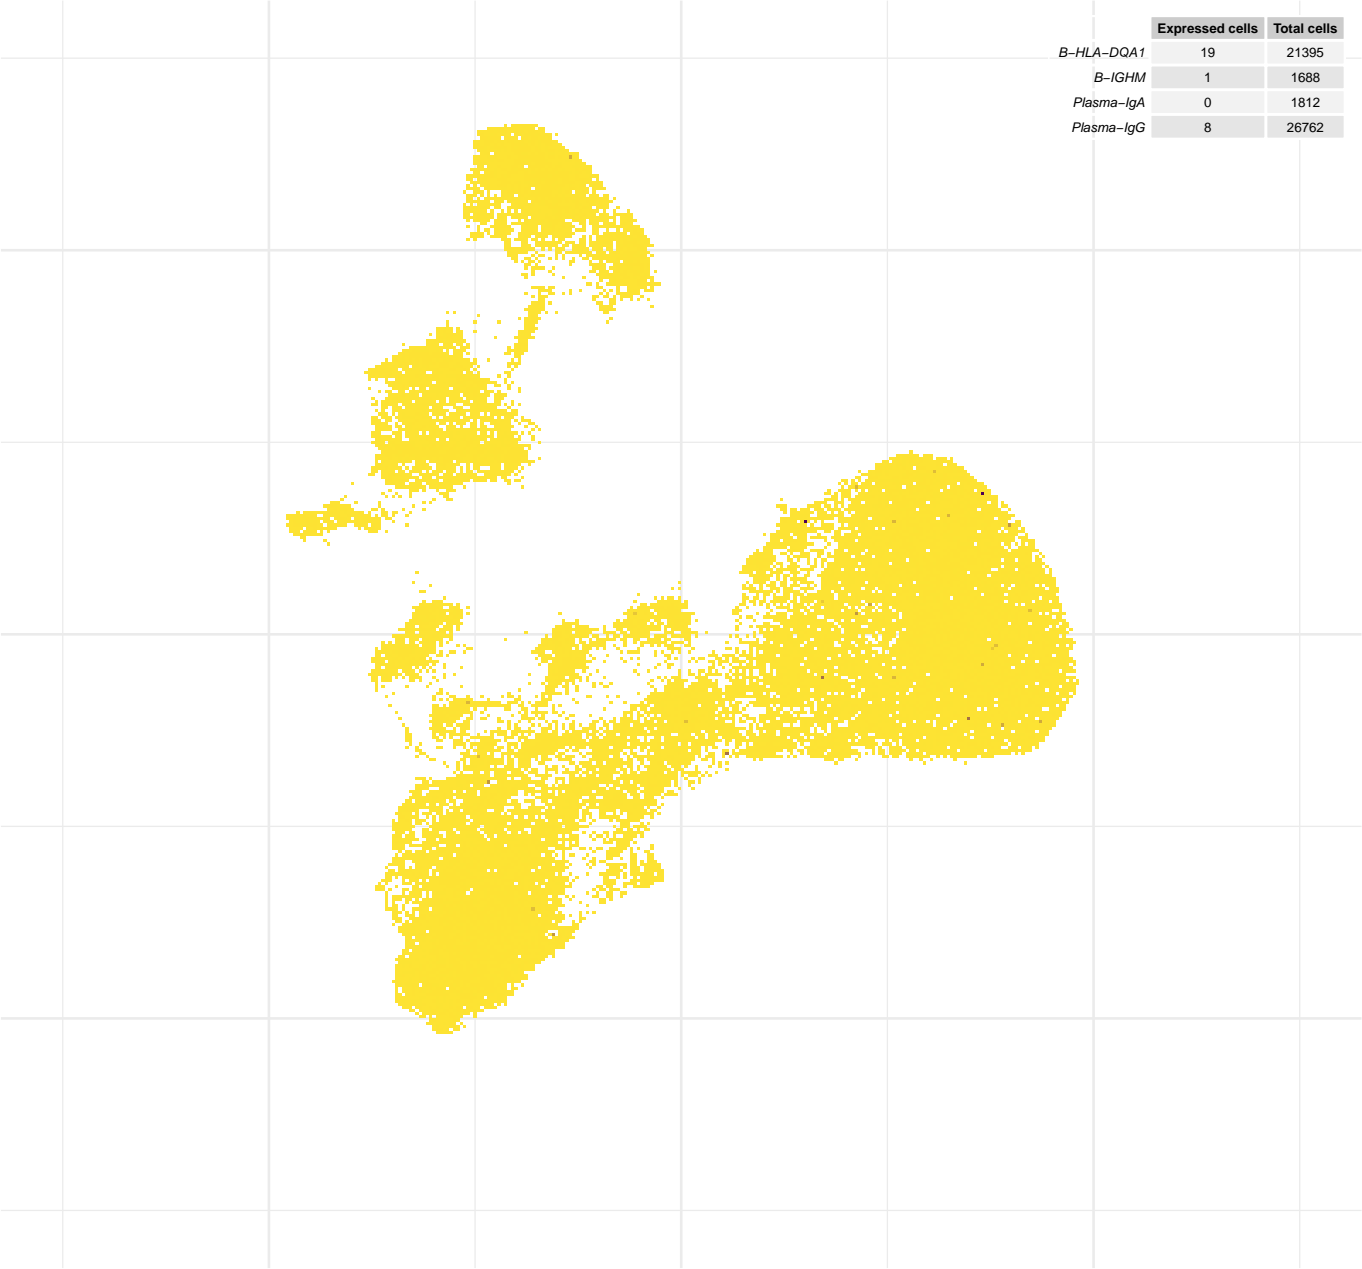 Expressed cells Total cells
B−HLA−DQA1 19 21395
B−IGHM 1 1688
Plasma−IgA 0 1812
Plasma−IgG 8 26762